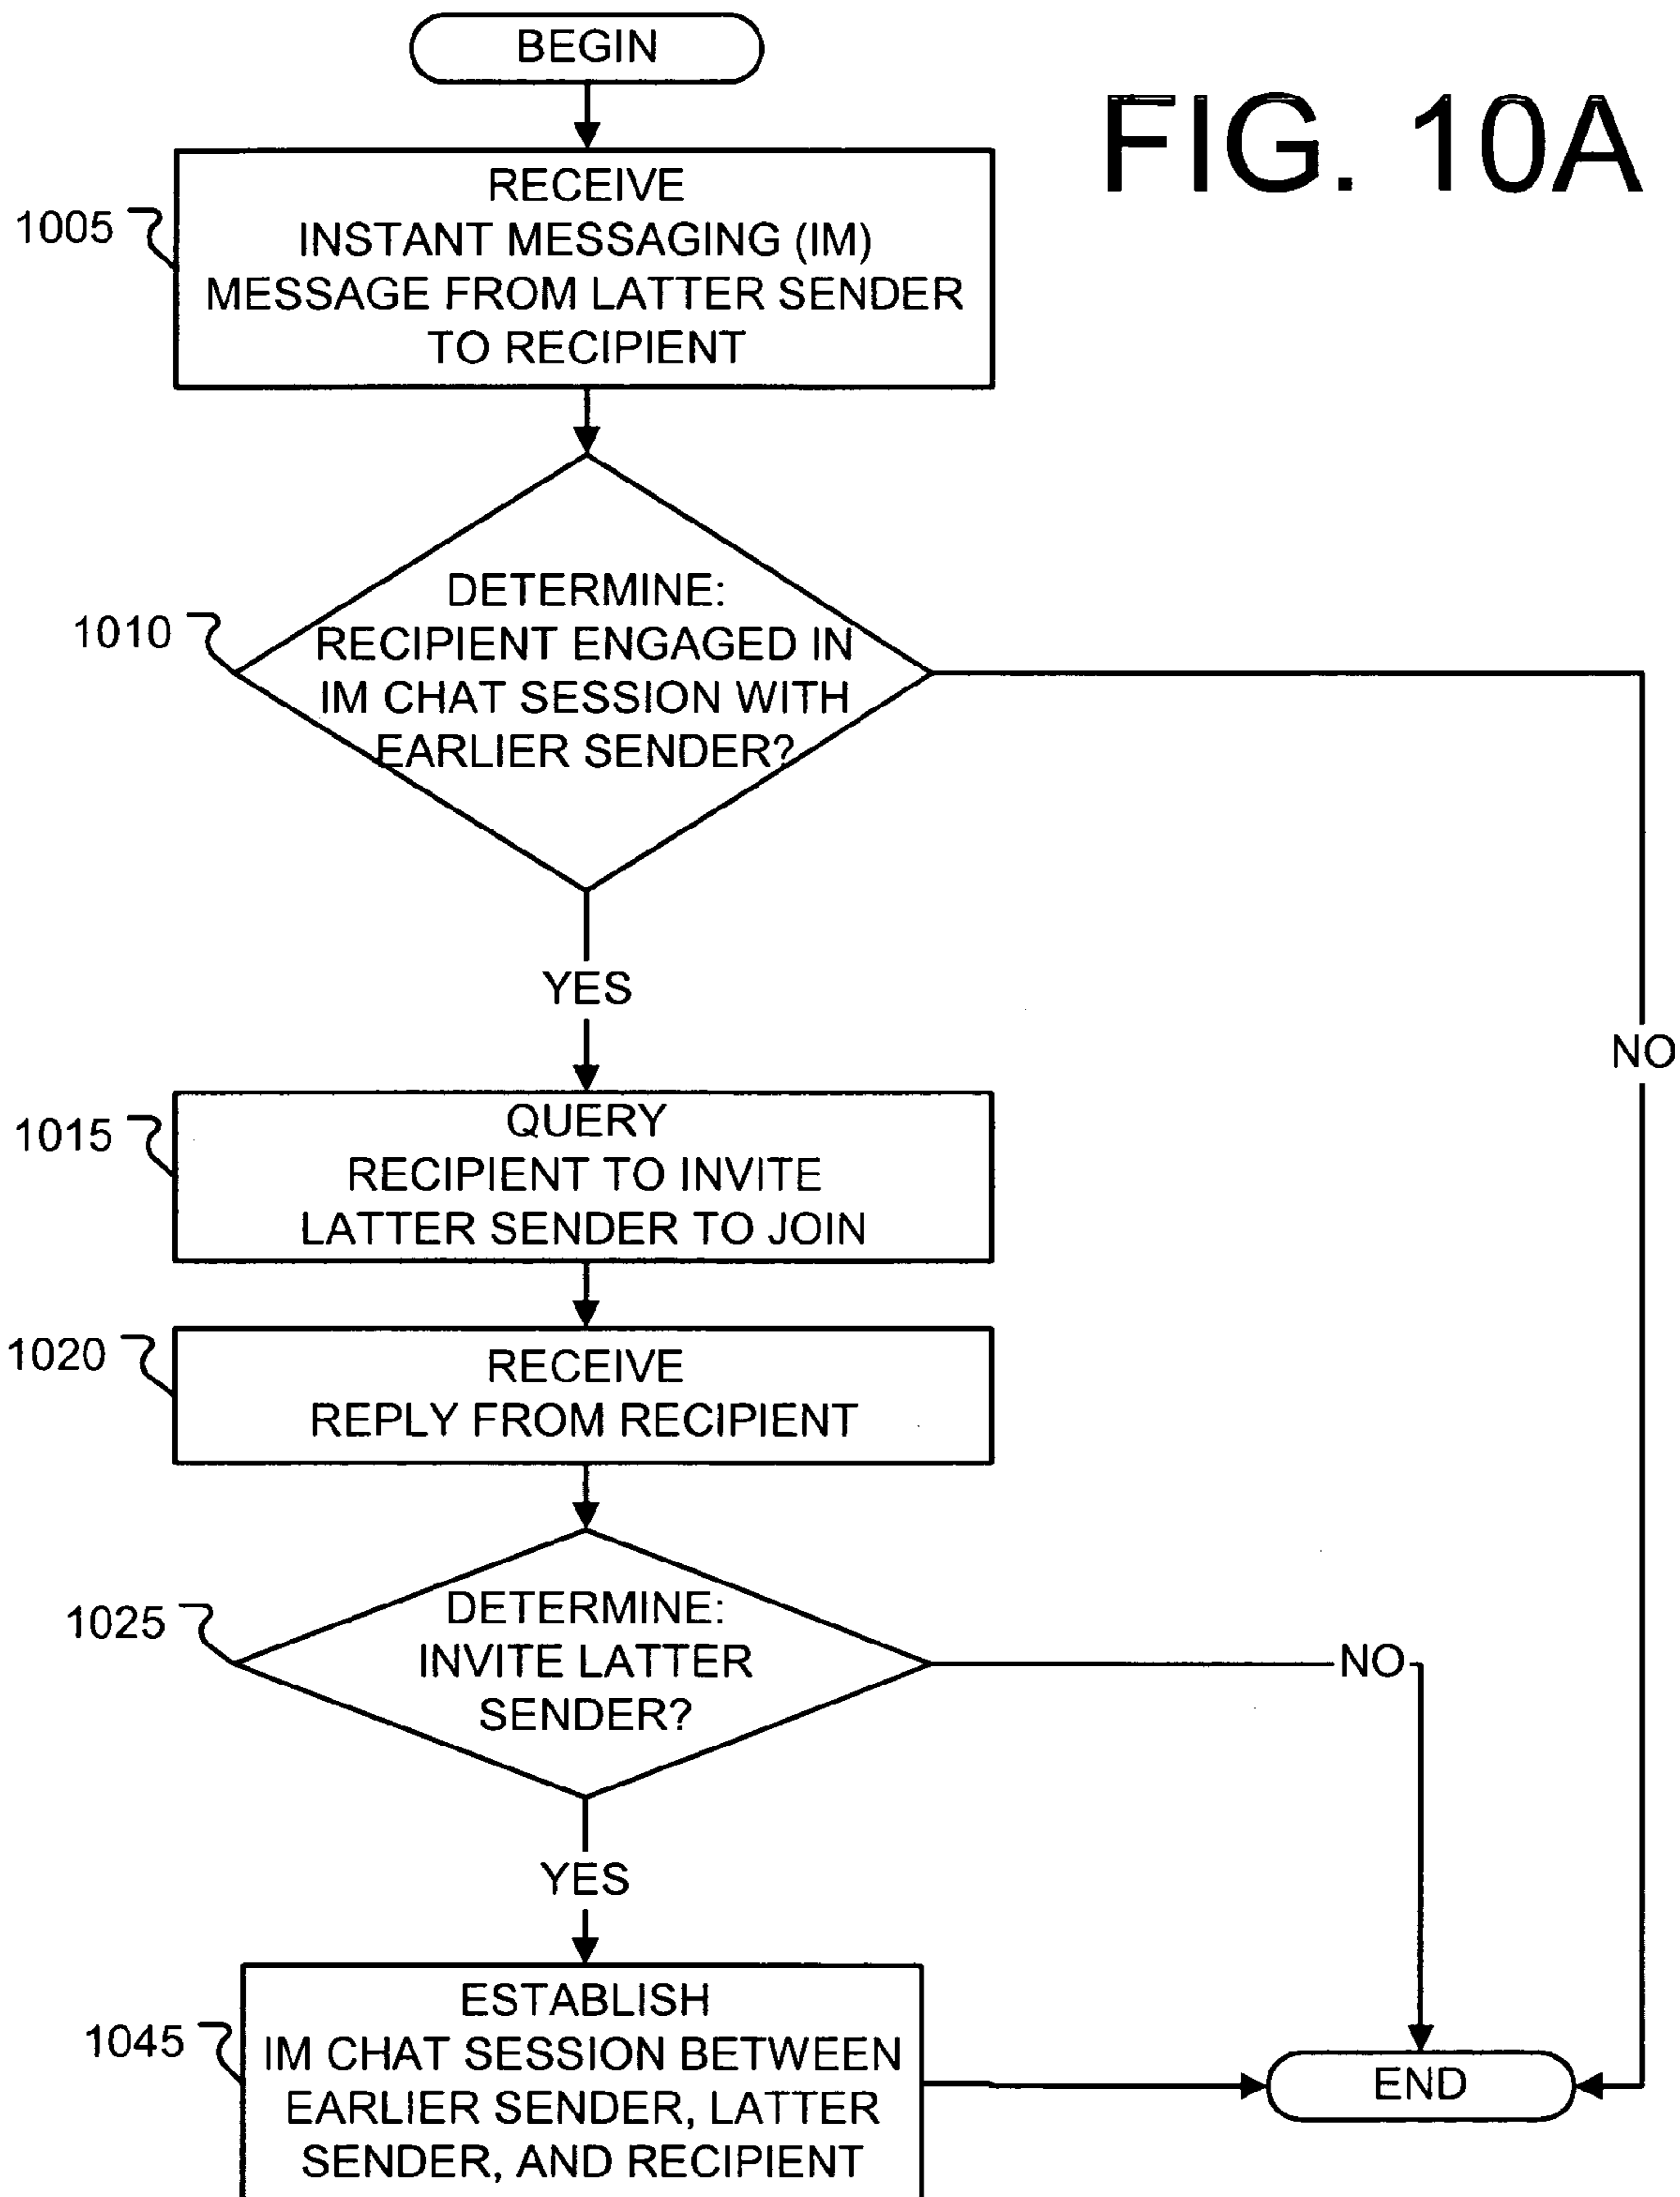 BEGIN
FIG. 10A
1005
RECEIVE
INSTANT MESSAGING (IM)
MESSAGE FROM LATTER SENDER
TO RECIPIENT
1010
DETERMINE:
RECIPIENT ENGAGED IN
IM CHAT SESSION WITH
EARLIER SENDER?
YES
NO
1015
QUERY
RECIPIENT TO INVITE
LATTER SENDER TO JOIN
1020
RECEIVE
REPLY FROM RECIPIENT
1025
DETERMINE:
INVITE LATTER
SENDER?
NO
YES
1045
ESTABLISH
IM CHAT SESSION BETWEEN
EARLIER SENDER, LATTER
SENDER, AND RECIPIENT
END